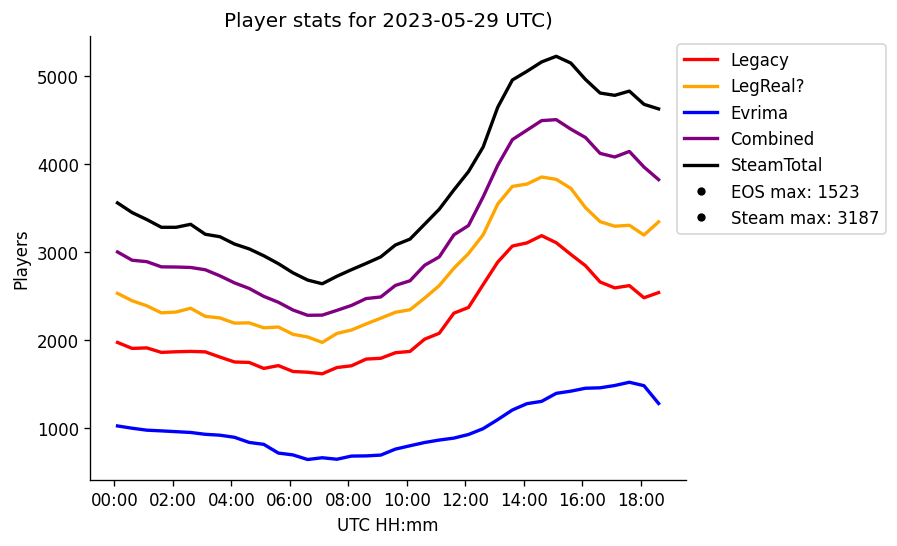 Player stats for 2023-05-29 UTC)
Legacy
LegReal?
Evrima
Combined
SteamTotal
EOS max: 1523
Steam max: 3187
Players
5000
4000
3000
2000
1000
00:00 02:00 04:00 06:00 08:00 10:00 12:00 14:00 16:00 18:00
UTC HH:mm